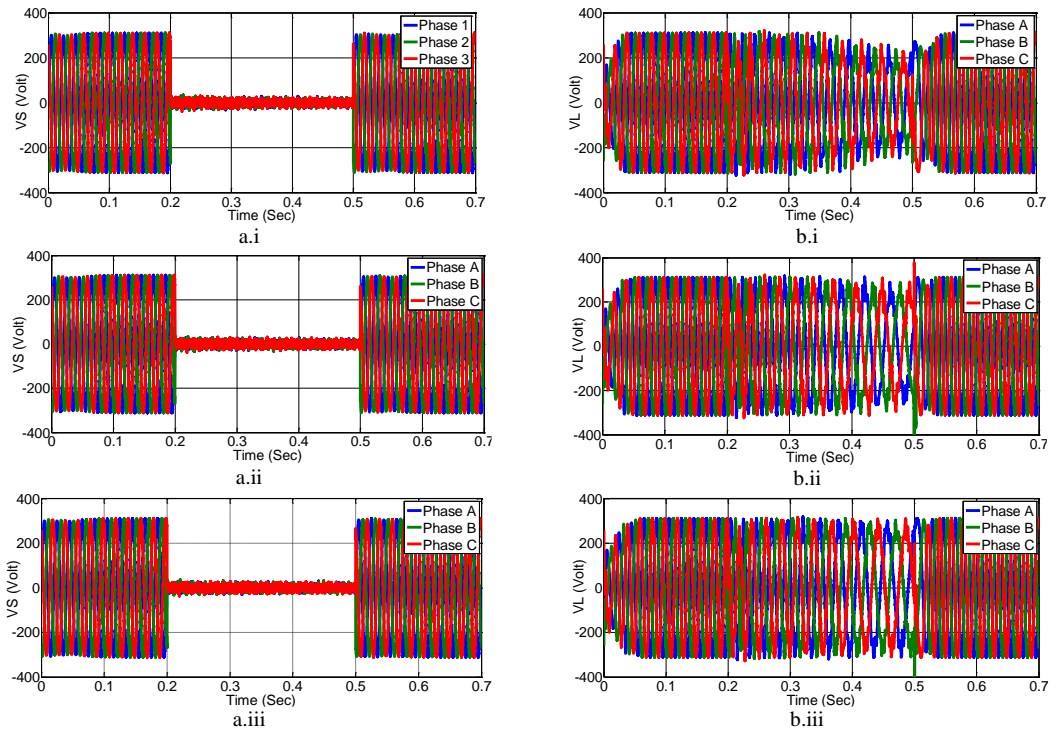 400
200
0
-200
-400
VS (Volt)
0 0.1 0.2 0.3 0.4 0.5 0.6 0.7
Time (Sec)
Phase 1
Phase 2
Phase 3
a.i
400
200
0
-200
-400
VL (Volt)
0 0.1 0.2 0.3 0.4 0.5 0.6 0.7
Time (Sec)
Phase A
Phase B
Phase C
b.i
400
200
0
-200
-400
VS (Volt)
0 0.1 0.2 0.3 0.4 0.5 0.6 0.7
Time (Sec)
Phase A
Phase B
Phase C
a.ii
400
200
0
-200
-400
VL (Volt)
0 0.1 0.2 0.3 0.4 0.5 0.6 0.7
Time (Sec)
Phase A
Phase B
Phase C
b.ii
400
200
0
-200
-400
VS (Volt)
0 0.1 0.2 0.3 0.4 0.5 0.6 0.7
Time (Sec)
Phase A
Phase B
Phase C
a.iii
400
200
0
-200
-400
VL (Volt)
0 0.1 0.2 0.3 0.4 0.5 0.6 0.7
Time (Sec)
Phase A
Phase B
Phase C
b.iii